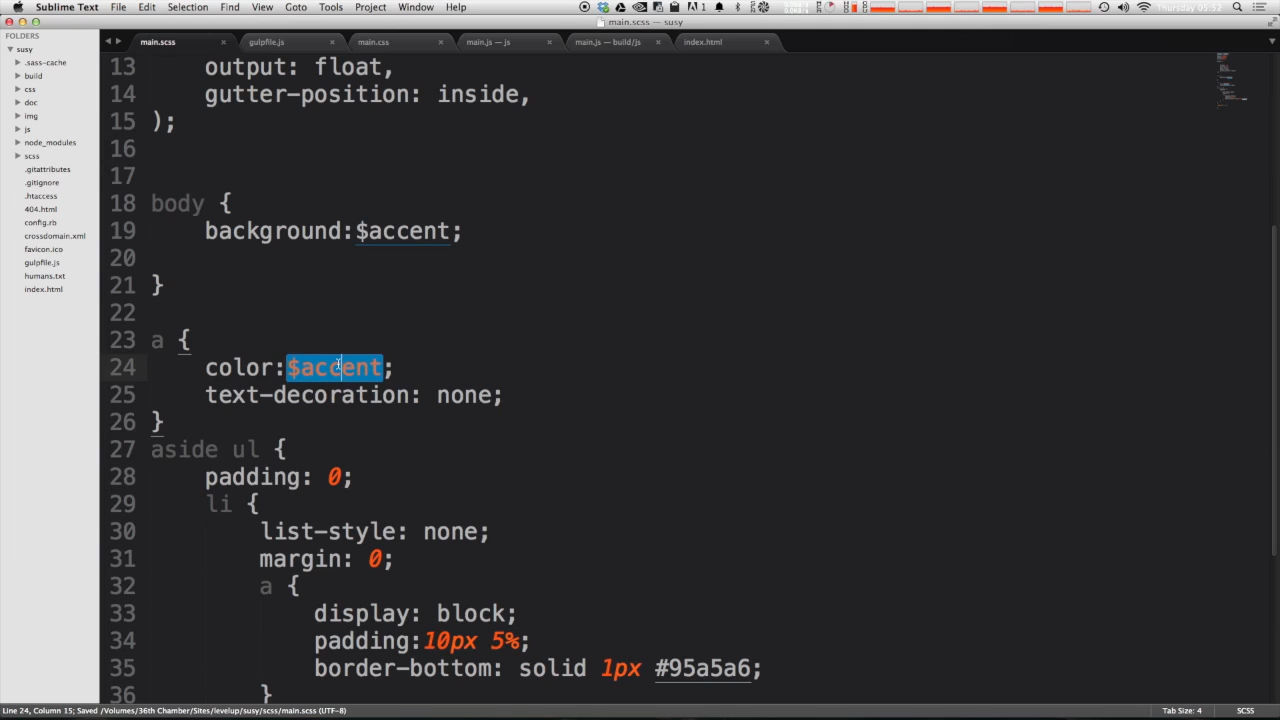 Sublime Text File Edit Selection Find View Goto Tools Project Window Help
Thursday 05:52
main.scss — susy
FOLDERS
susy
.sass-cache
build
css
doc
img
js
node_modules
scss
.gitattributes
.gitignore
.htaccess
404.html
config.rb
crossdomain.xml
favicon.ico
gulpfile.js
humans.txt
index.html
main.scss × gulpfile.js × main.css × main.js — js × main.js — build/js × index.html ×
13 output: float,
14 gutter-position: inside,
15 );
16
17
18 body {
19 background:$accent;
20
21 }
22
23 a {
24 color:$accent;
25 text-decoration: none;
26 }
27 aside ul {
28 padding: 0;
29 li {
30 list-style: none;
31 margin: 0;
32 a {
33 display: block;
34 padding:10px 5%;
35 border-bottom: solid 1px #95a5a6;
36 }
Line 24, Column 15; Saved /Volumes/36th Chamber/Sites/levelup/susy/scss/main.scss (UTF-8) Tab Size: 4 SCSS